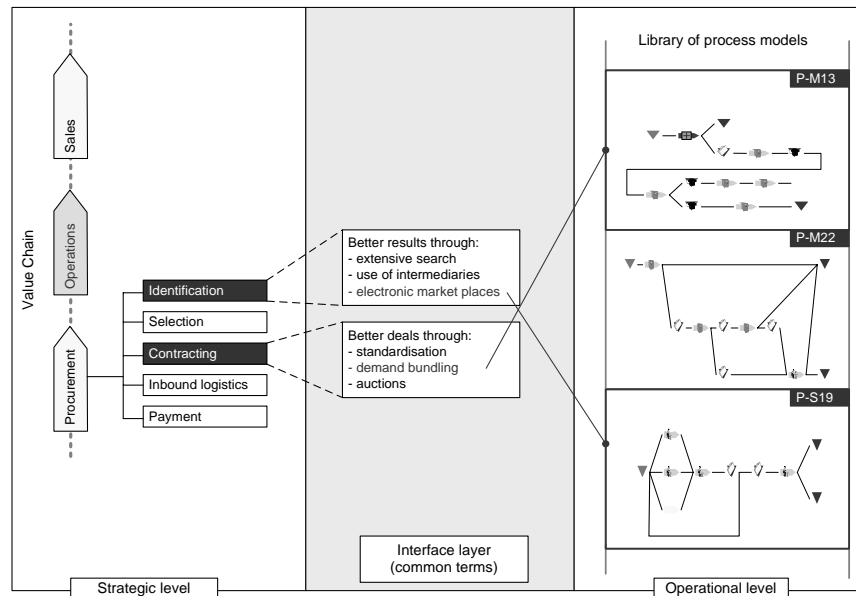 Value Chain
Sales
Operations
Procurement
Identification
Selection
Contracting
Inbound logistics
Payment
Strategic level
Better results through:
- extensive search
- use of intermediaries
- electronic market places
Better deals through:
- standardisation
- demand bundling
- auctions
Interface layer
(common terms)
Library of process models
P-M13
P-M22
P-S19
Operational level